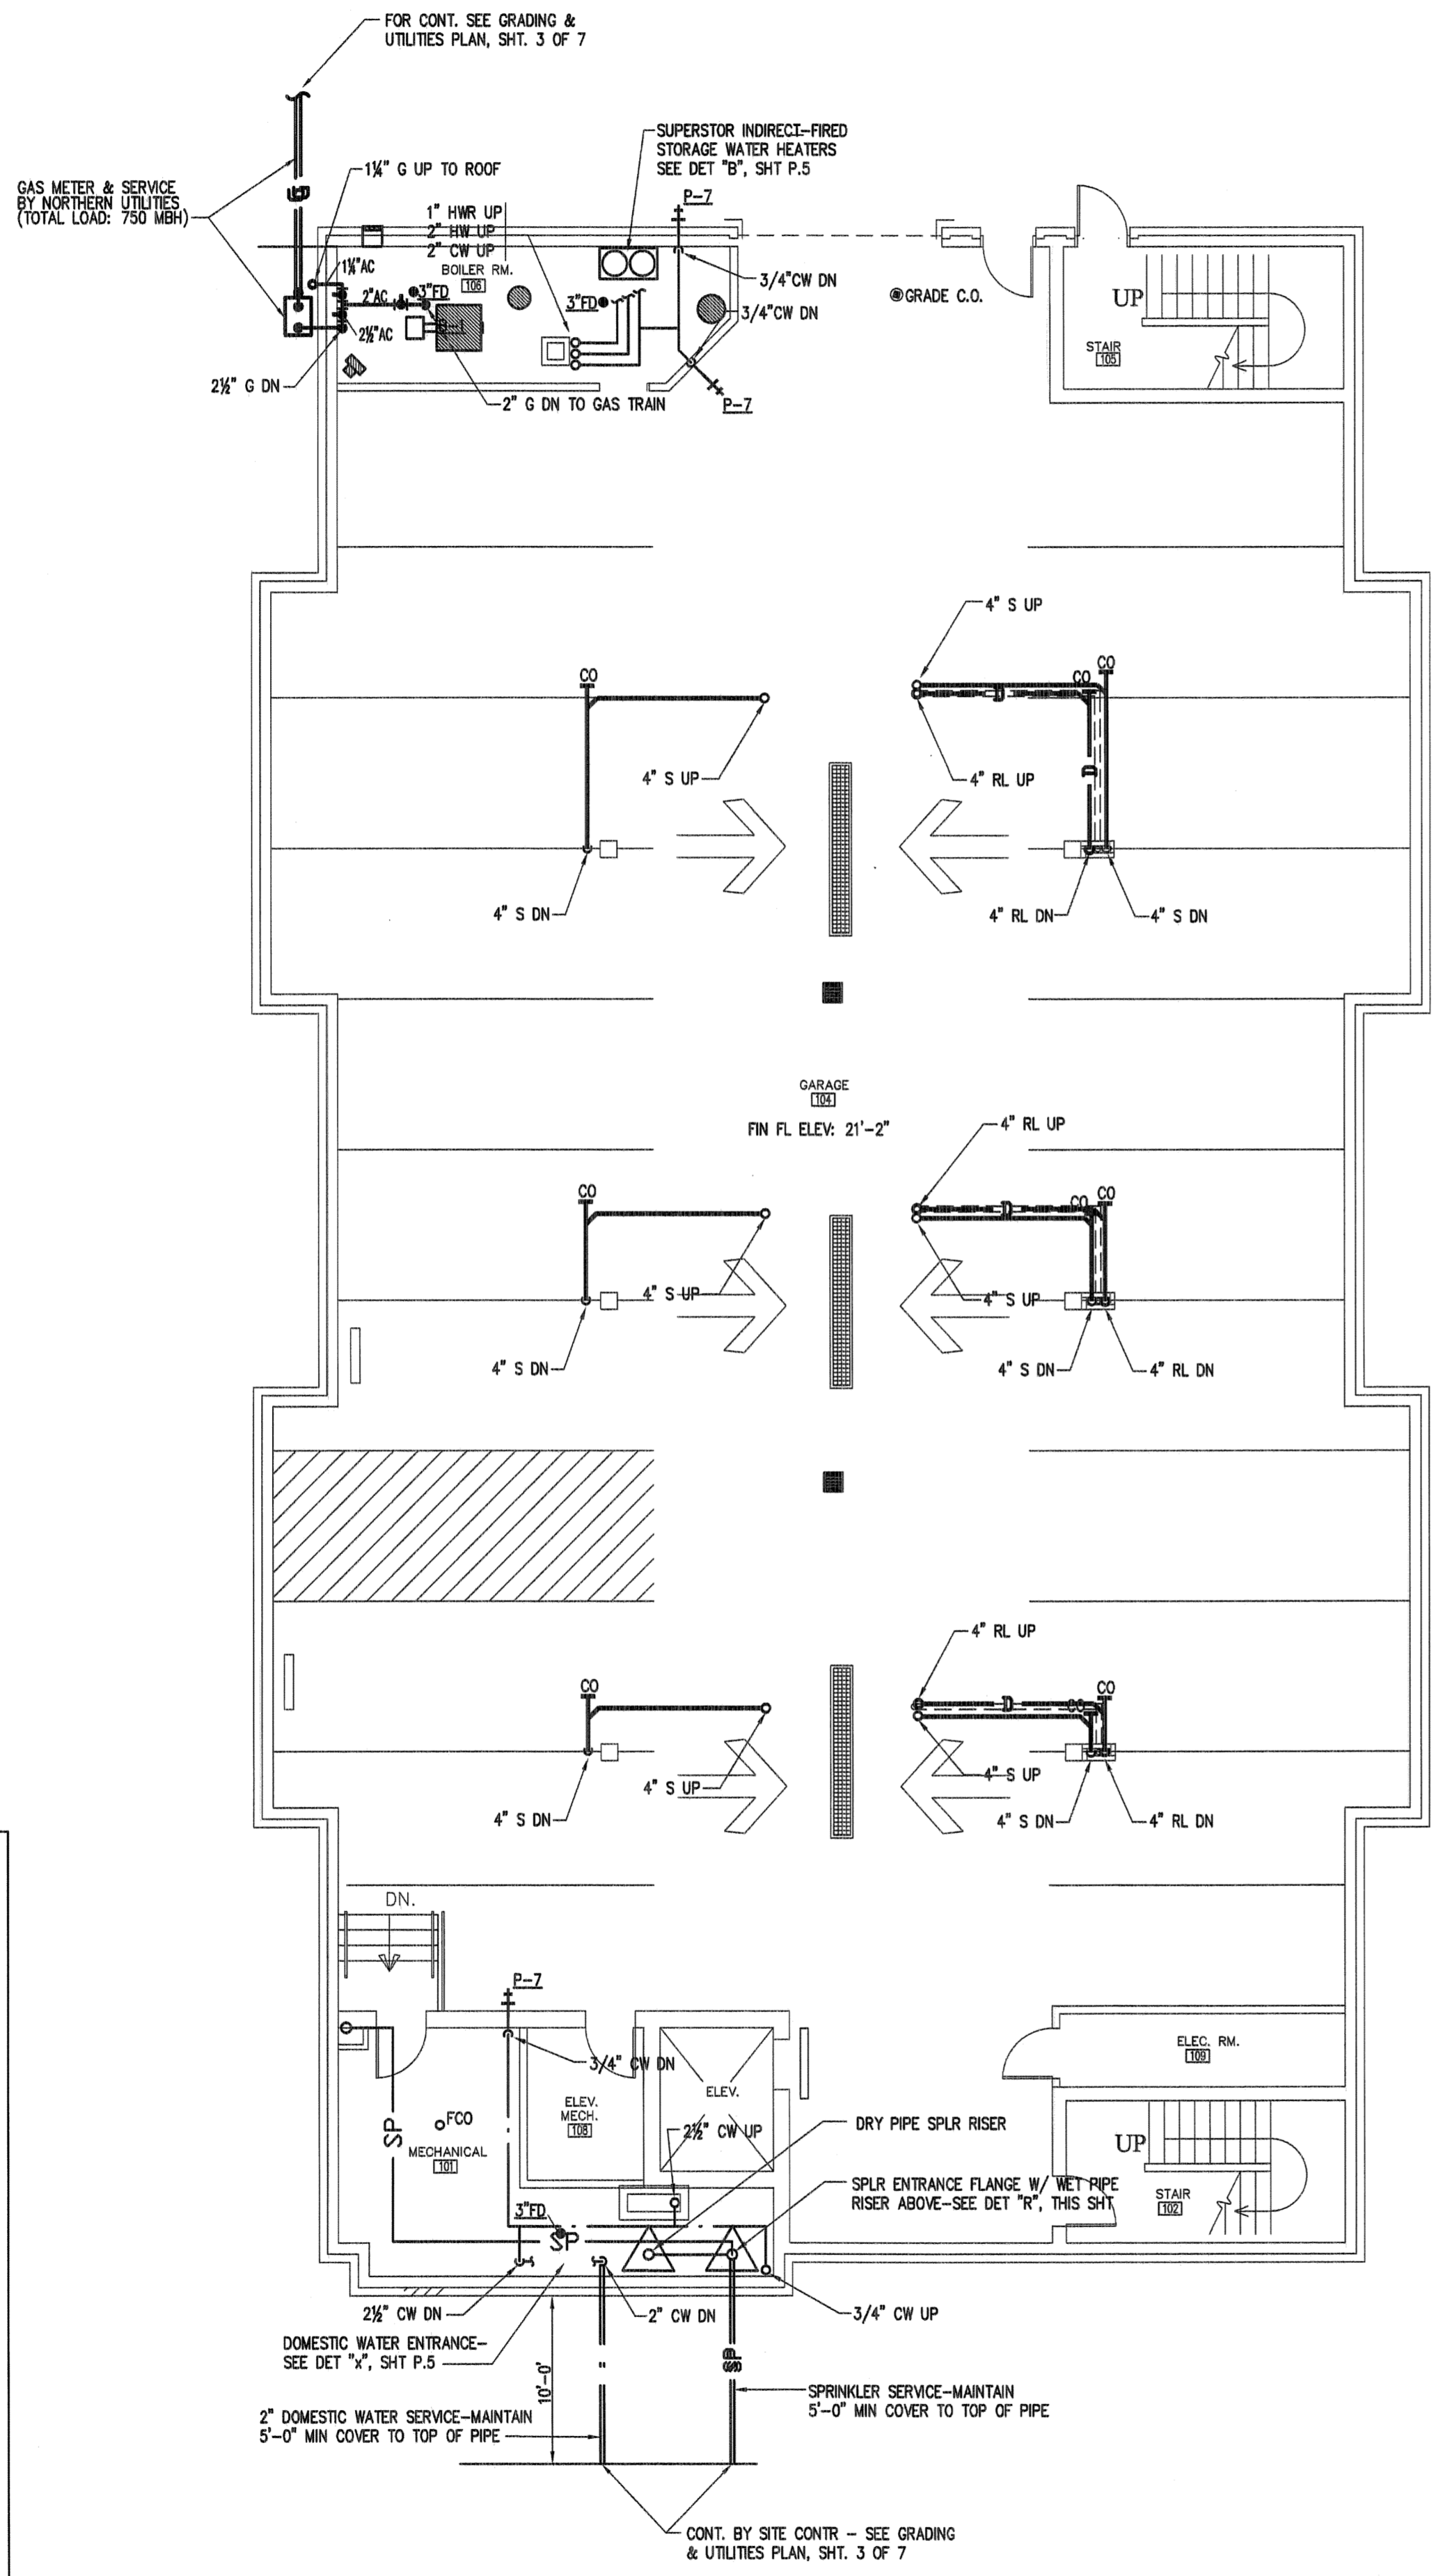 FOR CONT. SEE GRADING &
UTILITIES PLAN, SHT. 3 OF 7
SUPERSTOR INDIRECT-FIRED
STORAGE WATER HEATERS
SEE DET "B", SHT P.5
1¼" G UP TO ROOF
GAS METER & SERVICE
BY NORTHERN UTILITIES
(TOTAL LOAD: 750 MBH)
G
P-7
1" HWR UP
2" HW UP
2" CW UP
BOILER RM.
106
1¼"AC
2"AC
3"FD
3"FD
B-1
2½"AC
3/4"CW DN
3/4"CW DN
GRADE C.O.
UP
STAIR
105
2½" G DN
2" G DN TO GAS TRAIN
P-7
4" S UP
CO
CO
CO
D
4" S UP
4" RL UP
D
4" S DN
4" RL DN
4" S DN
GARAGE
104
FIN FL ELEV: 21'-2"
4" RL UP
CO
CO
CO
D
4" S UP
4" S UP
4" S DN
4" S DN
4" RL DN
4" RL UP
CO
CO
CO
D
4" S UP
4" S UP
4" S DN
4" S DN
4" RL DN
DN.
P-7
3/4" CW DN
ELEC. RM.
109
ELEV.
ELEV.
MECH.
108
FCO
SP
MECHANICAL
101
2½" CW UP
DRY PIPE SPLR RISER
UP
SPLR ENTRANCE FLANGE W/ WET PIPE
RISER ABOVE-SEE DET "R", THIS SHT
STAIR
102
3"FD
SP
2½" CW DN
2" CW DN
3/4" CW UP
DOMESTIC WATER ENTRANCE-
SEE DET "X", SHT P.5
10'-0"
SP
SPRINKLER SERVICE-MAINTAIN
5'-0" MIN COVER TO TOP OF PIPE
2" DOMESTIC WATER SERVICE-MAINTAIN
5'-0" MIN COVER TO TOP OF PIPE
CONT. BY SITE CONTR - SEE GRADING
& UTILITIES PLAN, SHT. 3 OF 7